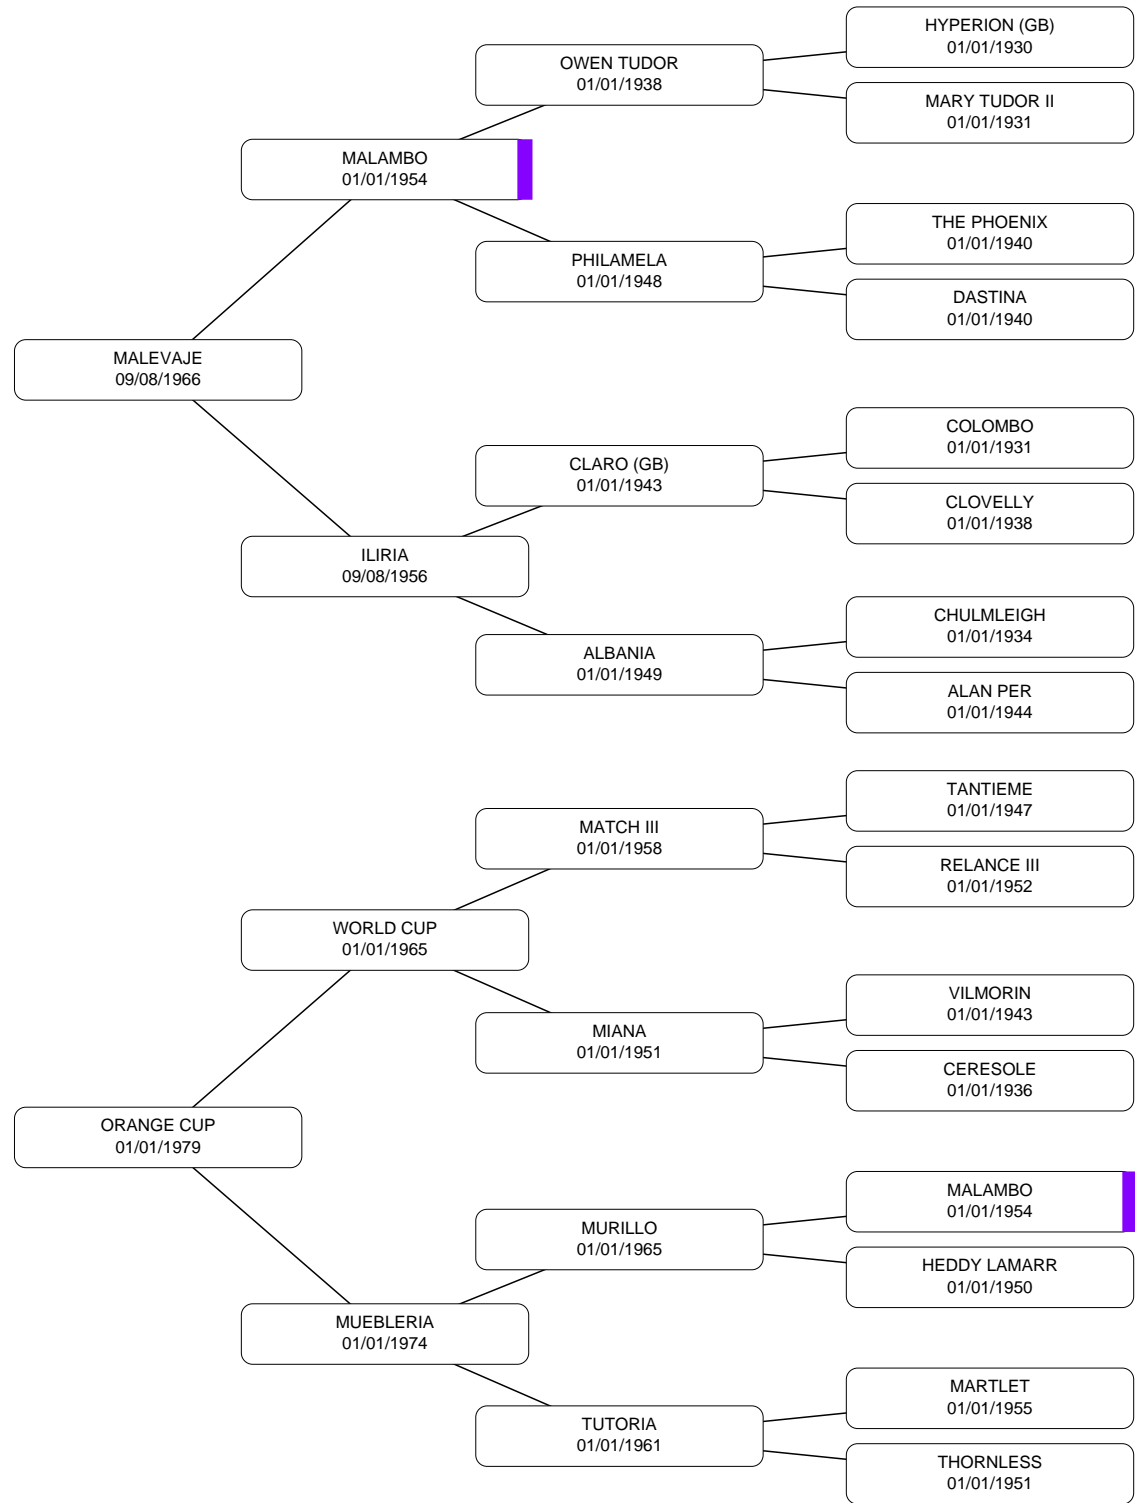 HYPERION (GB)
01/01/1930
OWEN TUDOR
01/01/1938
MARY TUDOR II
01/01/1931
MALAMBO
01/01/1954
THE PHOENIX
01/01/1940
PHILAMELA
01/01/1948
DASTINA
01/01/1940
MALEVAJE
09/08/1966
COLOMBO
01/01/1931
CLARO (GB)
01/01/1943
CLOVELLY
01/01/1938
ILIRIA
09/08/1956
CHULMLEIGH
01/01/1934
ALBANIA
01/01/1949
ALAN PER
01/01/1944
TANTIEME
01/01/1947
MATCH III
01/01/1958
RELANCE III
01/01/1952
WORLD CUP
01/01/1965
VILMORIN
01/01/1943
MIANA
01/01/1951
CERESOLE
01/01/1936
ORANGE CUP
01/01/1979
MALAMBO
01/01/1954
MURILLO
01/01/1965
HEDDY LAMARR
01/01/1950
MUEBLERIA
01/01/1974
MARTLET
01/01/1955
TUTORIA
01/01/1961
THORNLESS
01/01/1951